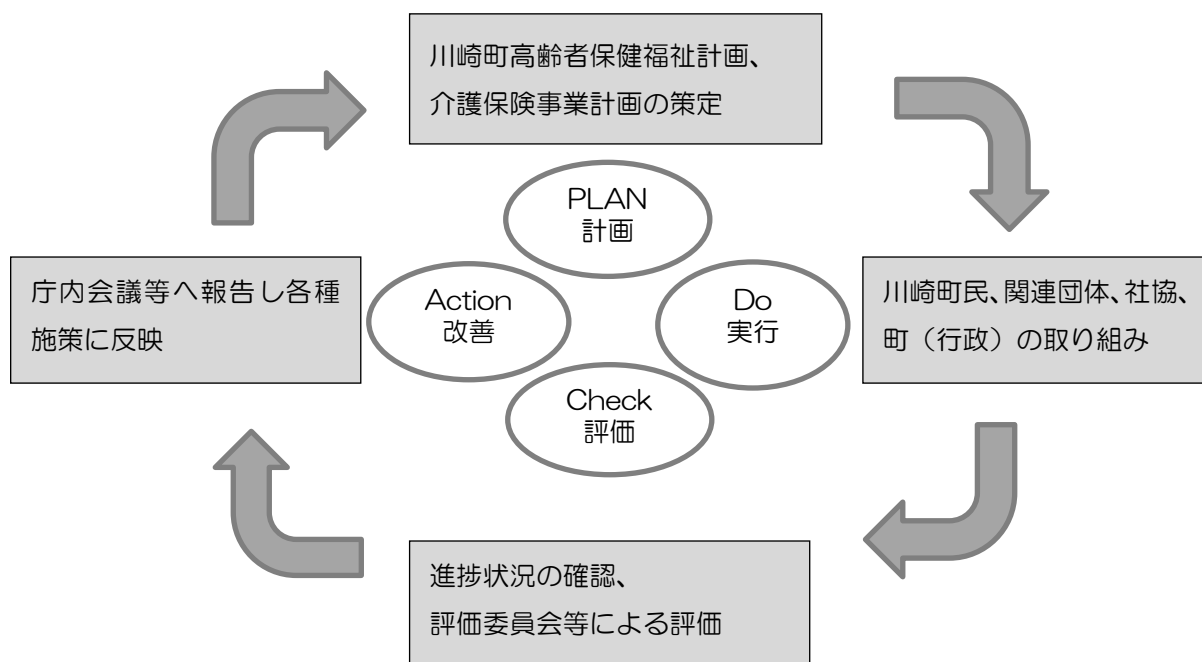 川崎町高齢者保健福祉計画、
介護保険事業計画の策定
PLAN
計画
庁内会議等へ報告し各種
施策に反映
Action
改善
Do
実行
川崎町民、関連団体、社協、
町（行政）の取り組み
Check
評価
進捗状況の確認、
評価委員会等による評価